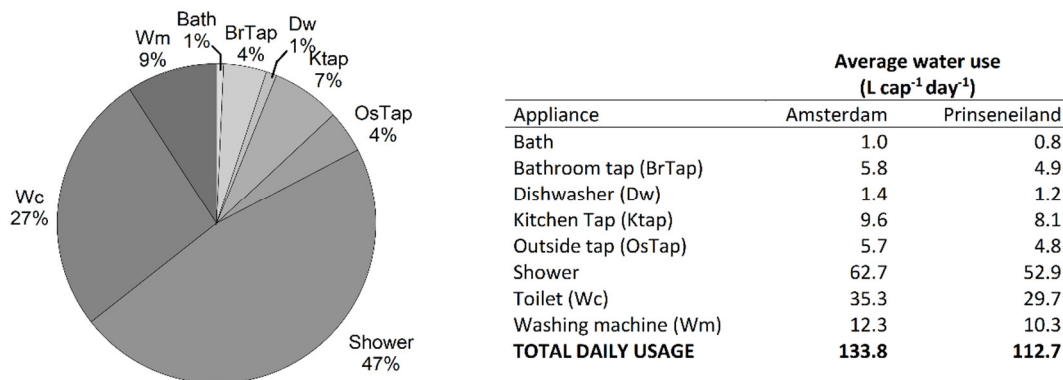 Bath
1%
BrTap
4%
Dw
1%
Ktap
7%
OsTap
4%
Shower
47%
Wc
27%
Wm
9%
Average water use
(L cap⁻¹ day⁻¹)
Appliance Amsterdam Prinseneiland
Bath 1.0 0.8
Bathroom tap (BrTap) 5.8 4.9
Dishwasher (Dw) 1.4 1.2
Kitchen Tap (Ktap) 9.6 8.1
Outside tap (OsTap) 5.7 4.8
Shower 62.7 52.9
Toilet (Wc) 35.3 29.7
Washing machine (Wm) 12.3 10.3
TOTAL DAILY USAGE 133.8 112.7